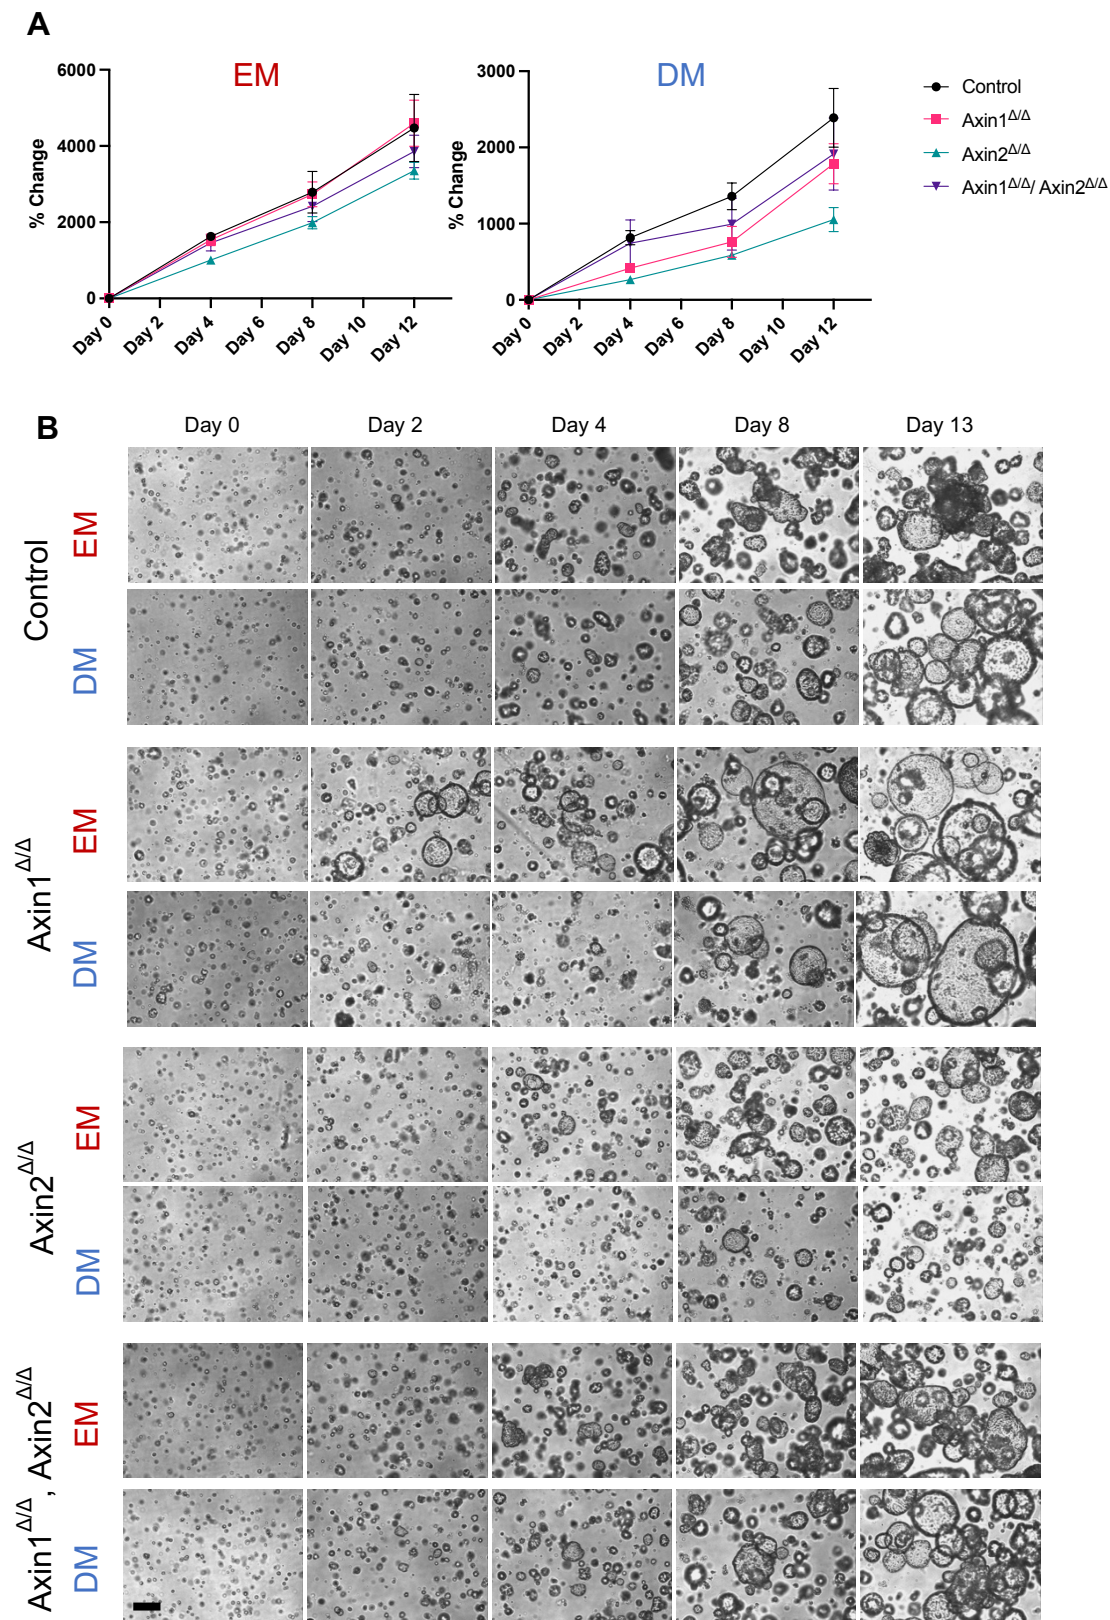 A
EM
DM
6000
4000
2000
0
% Change
Day 0
Day 2
Day 4
Day 6
Day 8
Day 10
Day 12
3000
2000
1000
0
% Change
Day 0
Day 2
Day 4
Day 6
Day 8
Day 10
Day 12
Control
Axin1Δ/Δ
Axin2Δ/Δ
Axin1Δ/Δ/ Axin2Δ/Δ
B
Day 0
Day 2
Day 4
Day 8
Day 13
Control
EM
DM
Axin1Δ/Δ
EM
DM
Axin2Δ/Δ
EM
DM
Axin1Δ/Δ, Axin2Δ/Δ
EM
DM